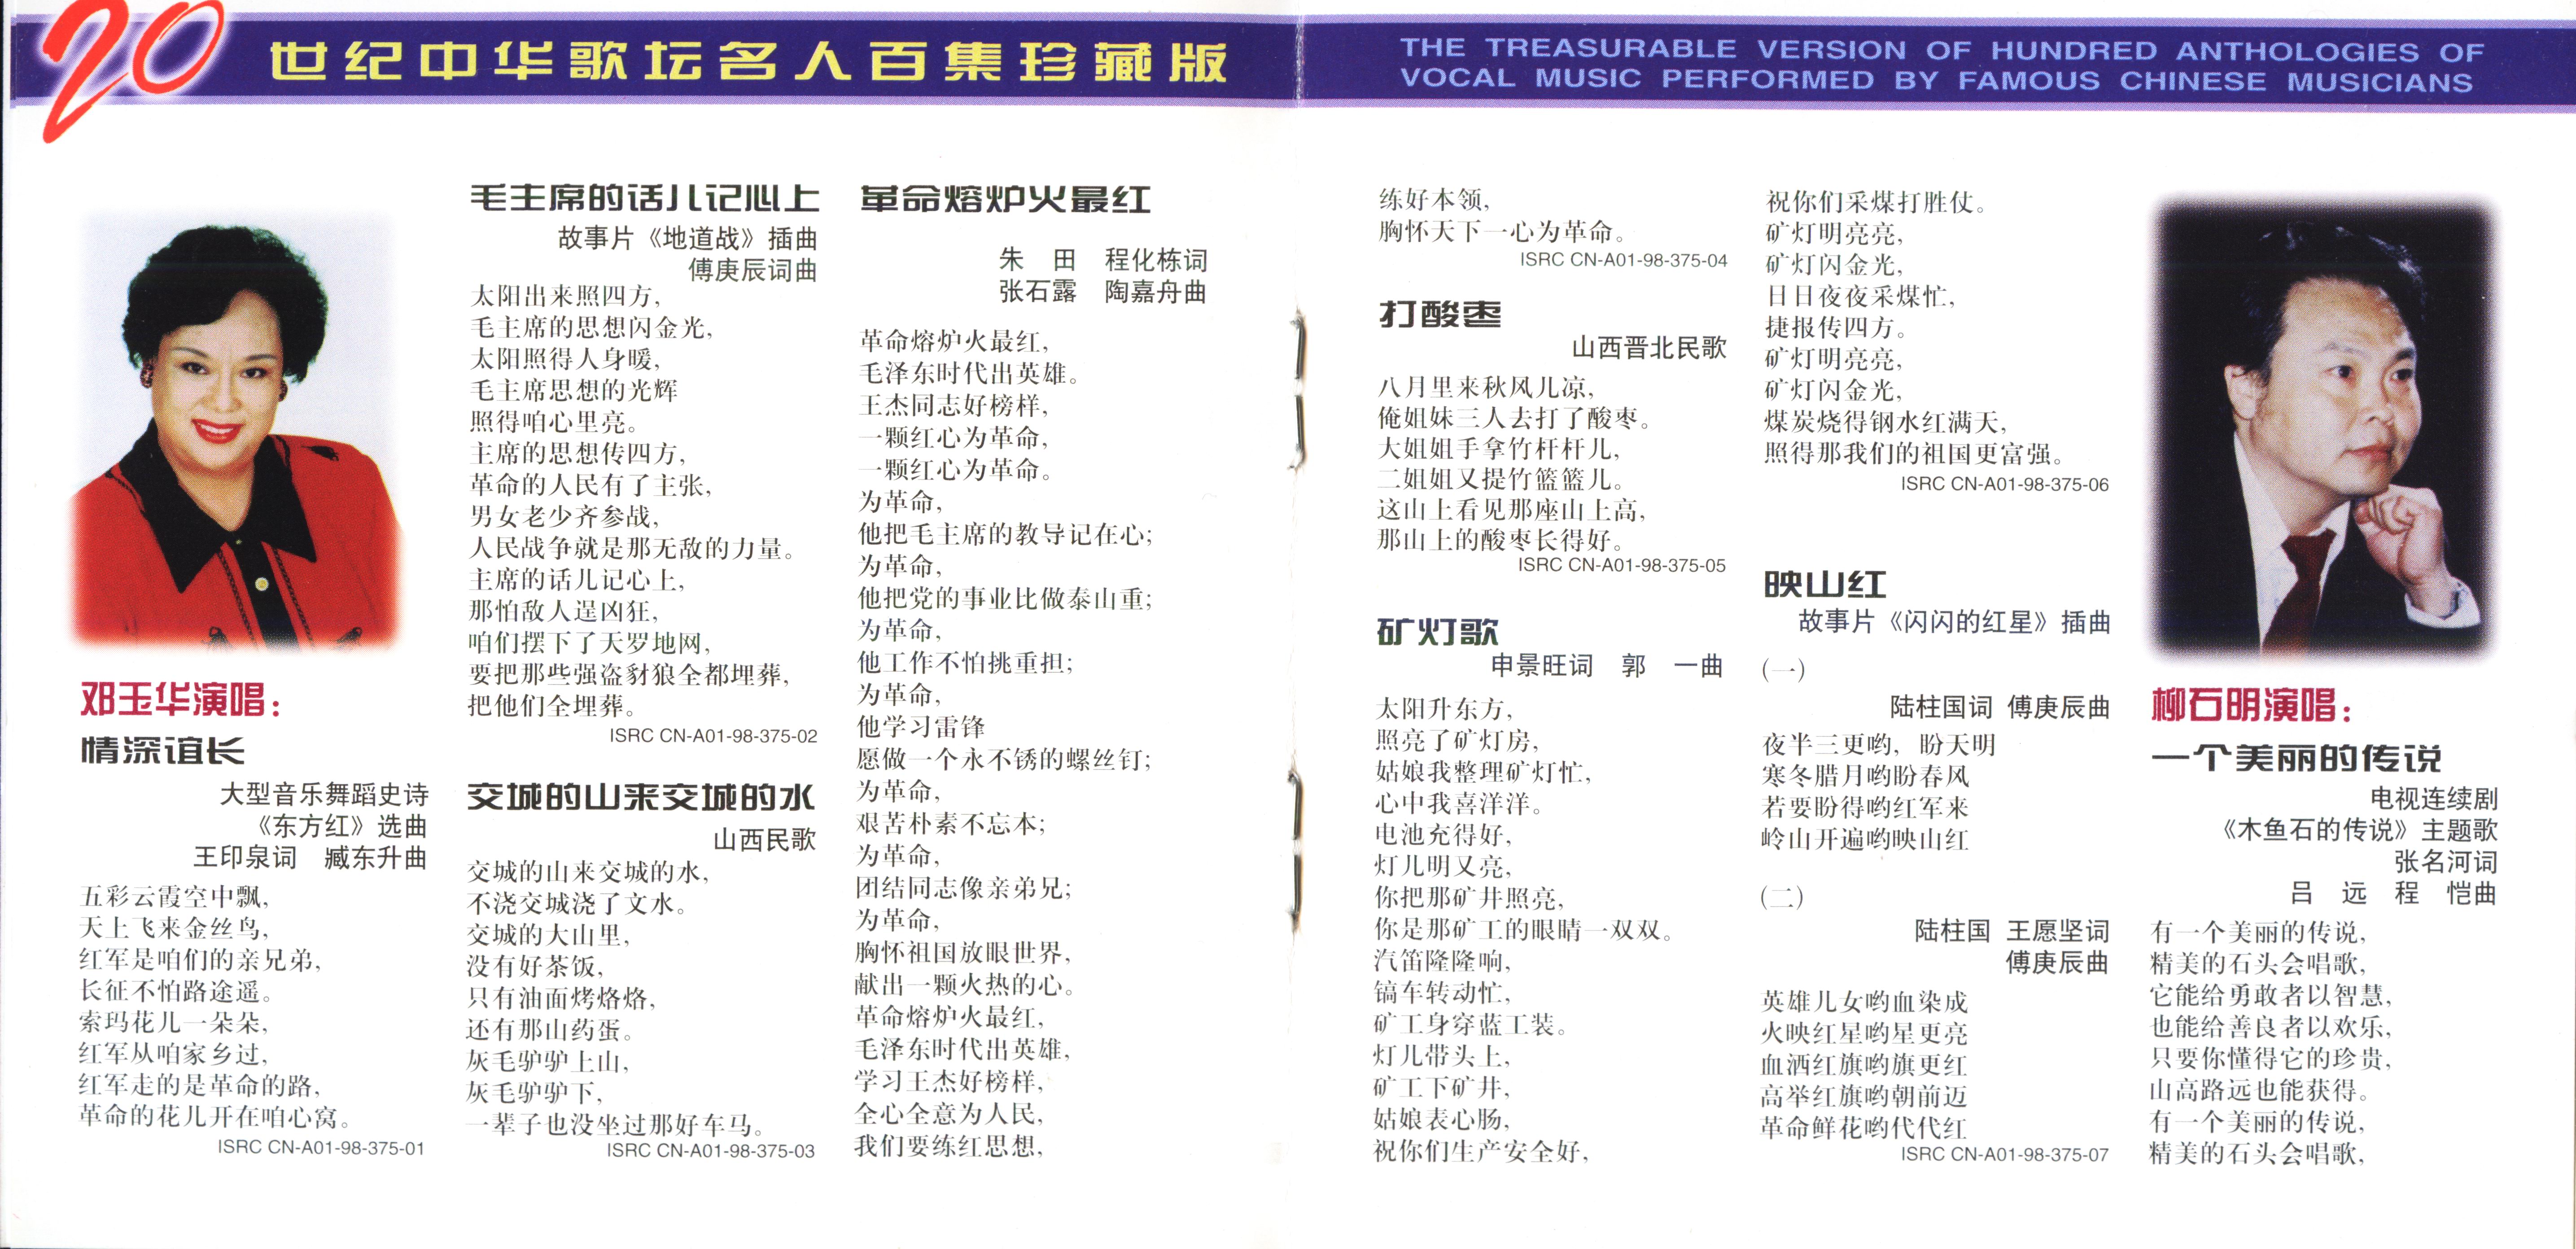 20世纪中华歌坛名人百集珍藏版
THE TREASURABLE VERSION OF HUNDRED ANTHOLOGIES OF
VOCAL MUSIC PERFORMED BY FAMOUS CHINESE MUSICIANS
邓玉华演唱：
情深谊长
大型音乐舞蹈史诗
《东方红》选曲
王印泉词　臧东升曲
五彩云霞空中飘，
天上飞来金丝鸟，
红军是咱们的亲兄弟，
长征不怕路途遥。
索玛花儿一朵朵，
红军从咱家乡过，
红军走的是革命的路，
革命的花儿开在咱心窝。
ISRC CN-A01-98-375-01
毛主席的话儿记心上
故事片《地道战》插曲
傅庚辰词曲
太阳出来照四方，
毛主席的思想闪金光，
太阳照得人身暖，
毛主席思想的光辉
照得咱心里亮。
主席的思想传四方，
革命的人民有了主张，
男女老少齐参战，
人民战争就是那无敌的力量。
主席的话儿记心上，
那怕敌人逞凶狂，
咱们摆下了天罗地网，
要把那些强盗豺狼全都埋葬，
把他们全埋葬。
ISRC CN-A01-98-375-02
交城的山来交城的水
山西民歌
交城的山来交城的水，
不浇交城浇了文水。
交城的大山里，
没有好茶饭，
只有油面烤烙烙，
还有那山药蛋。
灰毛驴驴上山，
灰毛驴驴下，
一辈子也没坐过那好车马。
ISRC CN-A01-98-375-03
革命熔炉火最红
朱　田　程化栋词
张石露　陶嘉舟曲
革命熔炉火最红，
毛泽东时代出英雄。
王杰同志好榜样，
一颗红心为革命，
一颗红心为革命。
为革命，
他把毛主席的教导记在心；
为革命，
他把党的事业比做泰山重；
为革命，
他工作不怕挑重担；
为革命，
他学习雷锋
愿做一个永不锈的螺丝钉；
为革命，
艰苦朴素不忘本；
为革命，
团结同志像亲弟兄；
为革命，
胸怀祖国放眼世界，
献出一颗火热的心。
革命熔炉火最红，
毛泽东时代出英雄，
学习王杰好榜样，
全心全意为人民，
我们要练红思想，
练好本领，
胸怀天下一心为革命。
ISRC CN-A01-98-375-04
打酸枣
山西晋北民歌
八月里来秋风儿凉，
俺姐妹三人去打了酸枣。
大姐姐手拿竹杆杆儿，
二姐姐又提竹篮篮儿。
这山上看见那座山上高，
那山上的酸枣长得好。
ISRC CN-A01-98-375-05
矿灯歌
申景旺词　郭　一曲
太阳升东方，
照亮了矿灯房，
姑娘我整理矿灯忙，
心中我喜洋洋。
电池充得好，
灯儿明又亮，
你把那矿井照亮，
你是那矿工的眼睛一双双。
汽笛隆隆响，
镐车转动忙，
矿工身穿蓝工装。
灯儿带头上，
矿工下矿井，
姑娘表心肠，
祝你们生产安全好，
祝你们采煤打胜仗。
矿灯明亮亮，
矿灯闪金光，
日日夜夜采煤忙，
捷报传四方。
矿灯明亮亮，
矿灯闪金光，
煤炭烧得钢水红满天，
照得那我们的祖国更富强。
ISRC CN-A01-98-375-06
映山红
故事片《闪闪的红星》插曲
(一)
陆柱国词 傅庚辰曲
夜半三更哟，盼天明
寒冬腊月哟盼春风
若要盼得哟红军来
岭山开遍哟映山红
(二)
陆柱国 王愿坚词
傅庚辰曲
英雄儿女哟血染成
火映红星哟星更亮
血洒红旗哟旗更红
高举红旗哟朝前迈
革命鲜花哟代代红
ISRC CN-A01-98-375-07
柳石明演唱：
一个美丽的传说
电视连续剧
《木鱼石的传说》主题歌
张名河词
吕　远　程　恺曲
有一个美丽的传说，
精美的石头会唱歌，
它能给勇敢者以智慧，
也能给善良者以欢乐，
只要你懂得它的珍贵，
山高路远也能获得。
有一个美丽的传说，
精美的石头会唱歌，